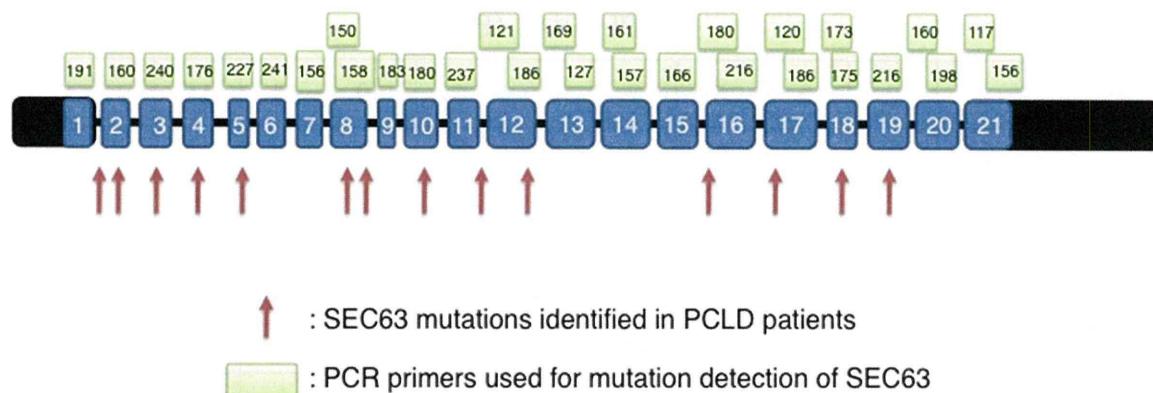 150 121 169 161 180 120 173 160 117
191 160 240 176 227 241 156 158 183 180 237 186 127 157 166 216 186 175 216 198 156
1 2 3 4 5 6 7 8 9 10 11 12 13 14 15 16 17 18 19 20 21
: SEC63 mutations identified in PCLD patients
: PCR primers used for mutation detection of SEC63